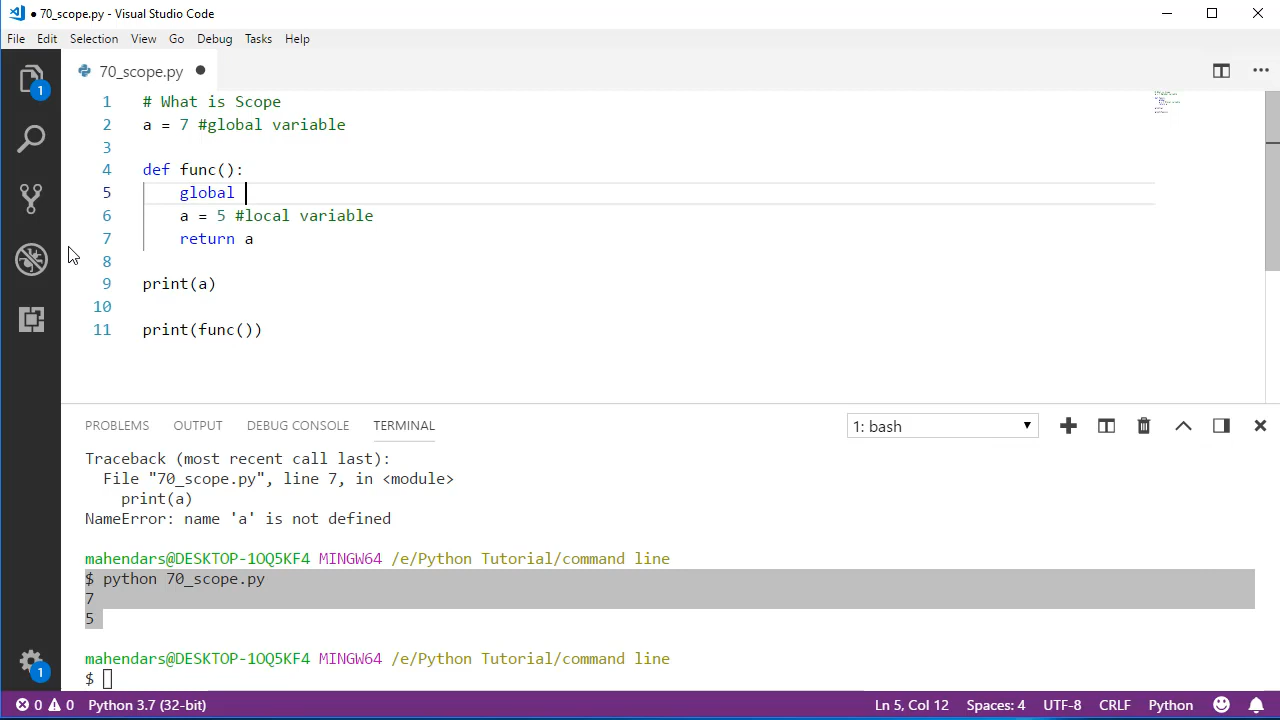 ● 70_scope.py - Visual Studio Code
File Edit Selection View Go Debug Tasks Help
1
70_scope.py ●
1 # What is Scope
2 a = 7 #global variable
3
4 def func():
5 global
6 a = 5 #local variable
7 return a
8
9 print(a)
10
11 print(func())
PROBLEMS OUTPUT DEBUG CONSOLE TERMINAL 1: bash
Traceback (most recent call last):
File "70_scope.py", line 7, in <module>
print(a)
NameError: name 'a' is not defined
mahendars@DESKTOP-1OQ5KF4 MINGW64 /e/Python Tutorial/command line
$ python 70_scope.py
7
5
mahendars@DESKTOP-1OQ5KF4 MINGW64 /e/Python Tutorial/command line
$
1
0 0 Python 3.7 (32-bit) Ln 5, Col 12 Spaces: 4 UTF-8 CRLF Python